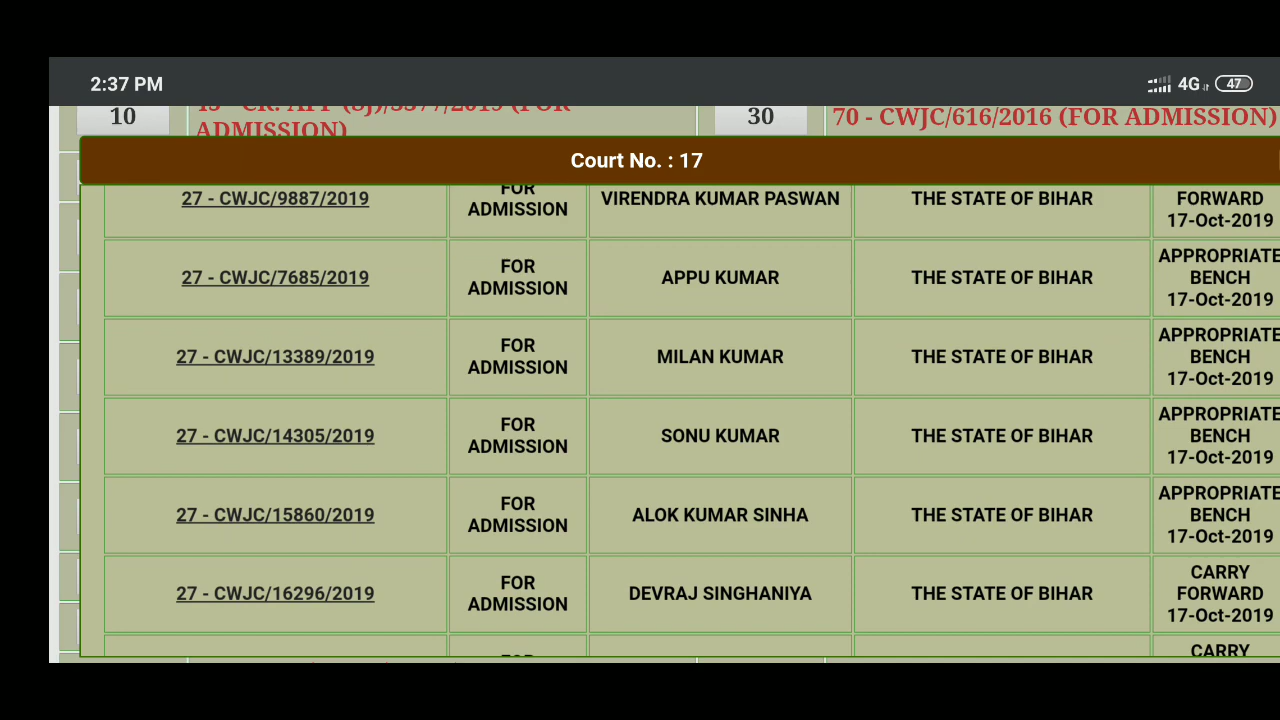 2:37 PM
4G
47
10
ADMISSION)
30
70 - CWJC/616/2016 (FOR ADMISSION)
Court No. : 17
27 - CWJC/9887/2019
FOR
ADMISSION
VIRENDRA KUMAR PASWAN
THE STATE OF BIHAR
FORWARD
17-Oct-2019
27 - CWJC/7685/2019
FOR
ADMISSION
APPU KUMAR
THE STATE OF BIHAR
APPROPRIATE
BENCH
17-Oct-2019
27 - CWJC/13389/2019
FOR
ADMISSION
MILAN KUMAR
THE STATE OF BIHAR
APPROPRIATE
BENCH
17-Oct-2019
27 - CWJC/14305/2019
FOR
ADMISSION
SONU KUMAR
THE STATE OF BIHAR
APPROPRIATE
BENCH
17-Oct-2019
27 - CWJC/15860/2019
FOR
ADMISSION
ALOK KUMAR SINHA
THE STATE OF BIHAR
APPROPRIATE
BENCH
17-Oct-2019
27 - CWJC/16296/2019
FOR
ADMISSION
DEVRAJ SINGHANIYA
THE STATE OF BIHAR
CARRY
FORWARD
17-Oct-2019
CARRY